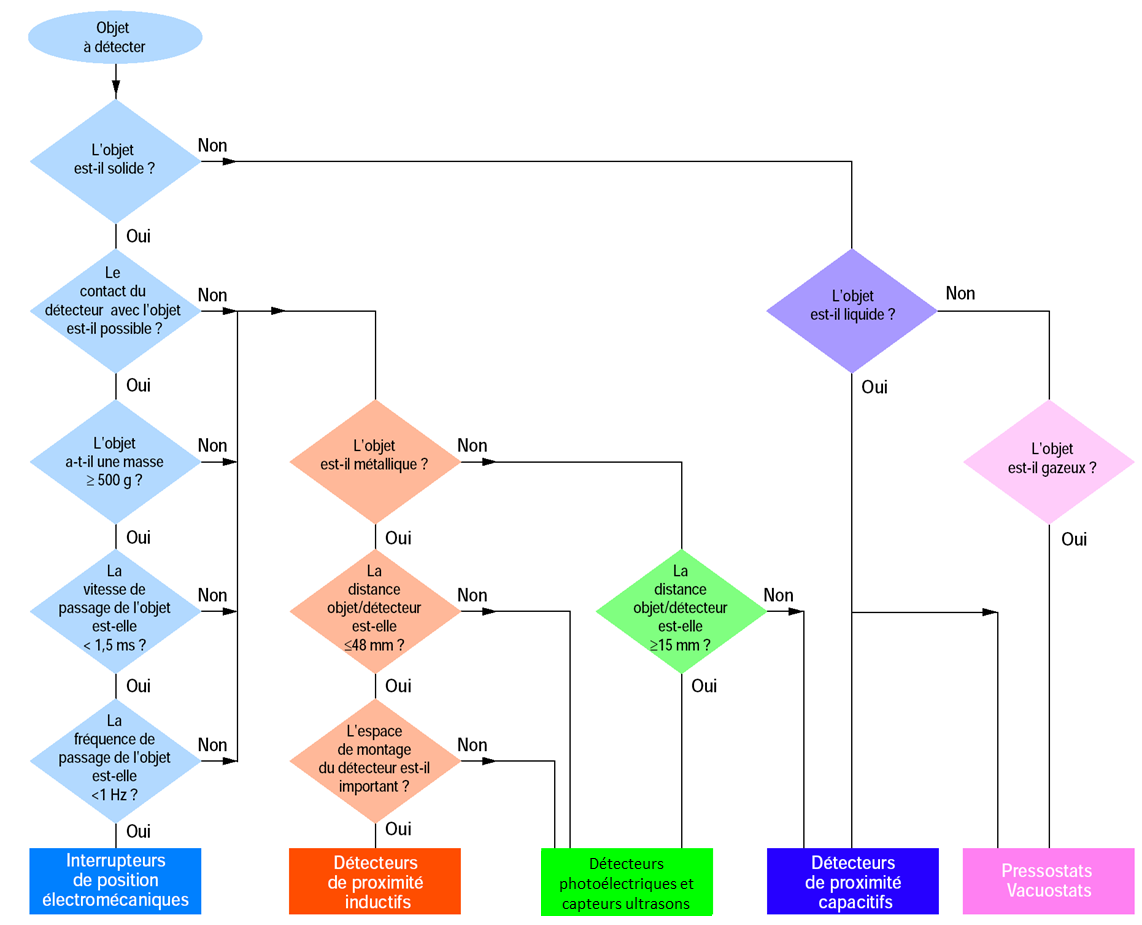 Objet
à détecter
L'objet
est-il solide ?
Non
Oui
Le
contact du
détecteur avec l'objet
est-il possible ?
Non
Oui
L'objet
est-il liquide ?
Non
Oui
L'objet
a-t-il une masse
≥ 500 g ?
Non
Oui
L'objet
est-il métallique ?
Non
Oui
L'objet
est-il gazeux ?
Oui
La
vitesse de
passage de l'objet
est-elle
< 1,5 ms ?
Non
Oui
La
distance
objet/détecteur
est-elle
≤48 mm ?
Non
Oui
La
distance
objet/détecteur
est-elle
≥15 mm ?
Non
Oui
La
fréquence de
passage de l'objet
est-elle
<1 Hz ?
Non
Oui
L'espace
de montage
du détecteur est-il
important ?
Non
Oui
Interrupteurs
de position
électromécaniques
Détecteurs
de proximité
inductifs
Détecteurs
photoélectriques et
capteurs ultrasons
Détecteurs
de proximité
capacitifs
Pressostats
Vacuostats